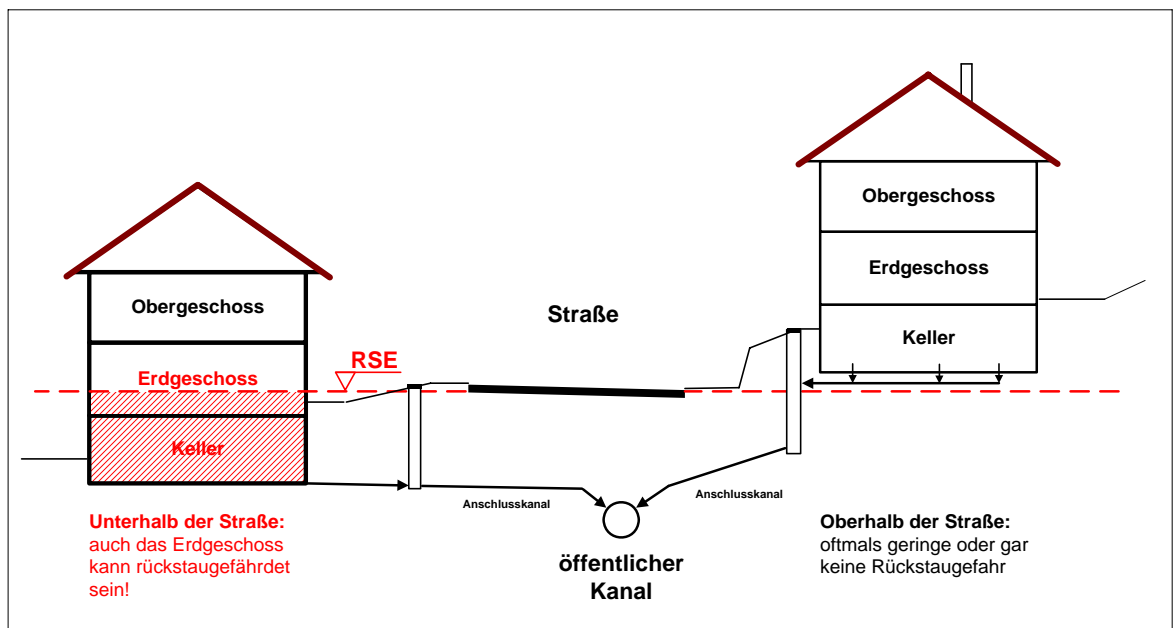 Obergeschoss
Erdgeschoss
Keller
Obergeschoss
Erdgeschoss
Keller
RSE
Straße
Anschlusskanal
Anschlusskanal
öffentlicher
Kanal
Unterhalb der Straße:
auch das Erdgeschoss
kann rückstaugefährdet
sein!
Oberhalb der Straße:
oftmals geringe oder gar
keine Rückstaugefahr